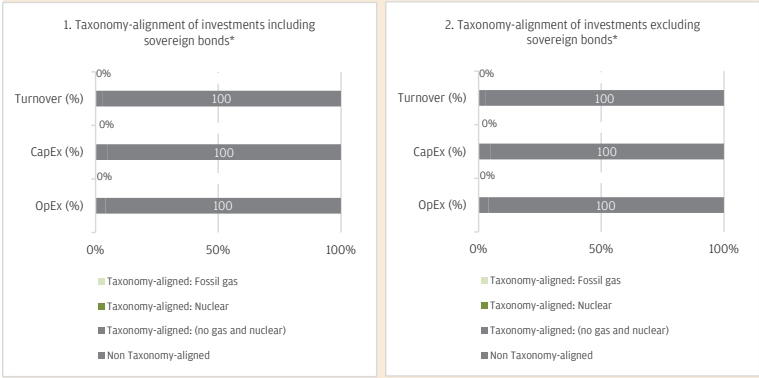 1. Taxonomy-alignment of investments including
sovereign bonds*
0%
Turnover (%)
100
0%
CapEx (%)
100
0%
OpEx (%)
100
0%
50%
100%
Taxonomy-aligned: Fossil gas
Taxonomy-aligned: Nuclear
Taxonomy-aligned: (no gas and nuclear)
Non Taxonomy-aligned
2. Taxonomy-alignment of investments excluding
sovereign bonds*
0%
Turnover (%)
100
0%
CapEx (%)
100
0%
OpEx (%)
100
0%
50%
100%
Taxonomy-aligned: Fossil gas
Taxonomy-aligned: Nuclear
Taxonomy-aligned: (no gas and nuclear)
Non Taxonomy-aligned